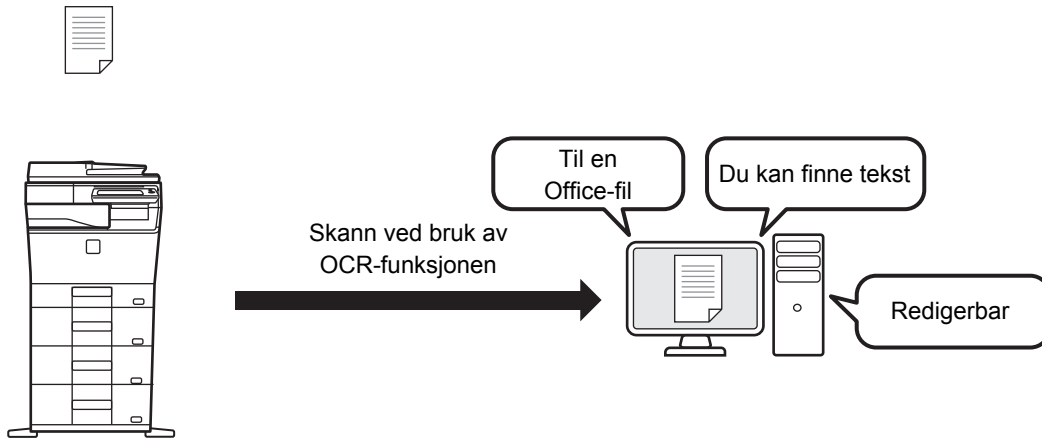 Til en
Office-fil
Du kan finne tekst
Skann ved bruk av
OCR-funksjonen
Redigerbar